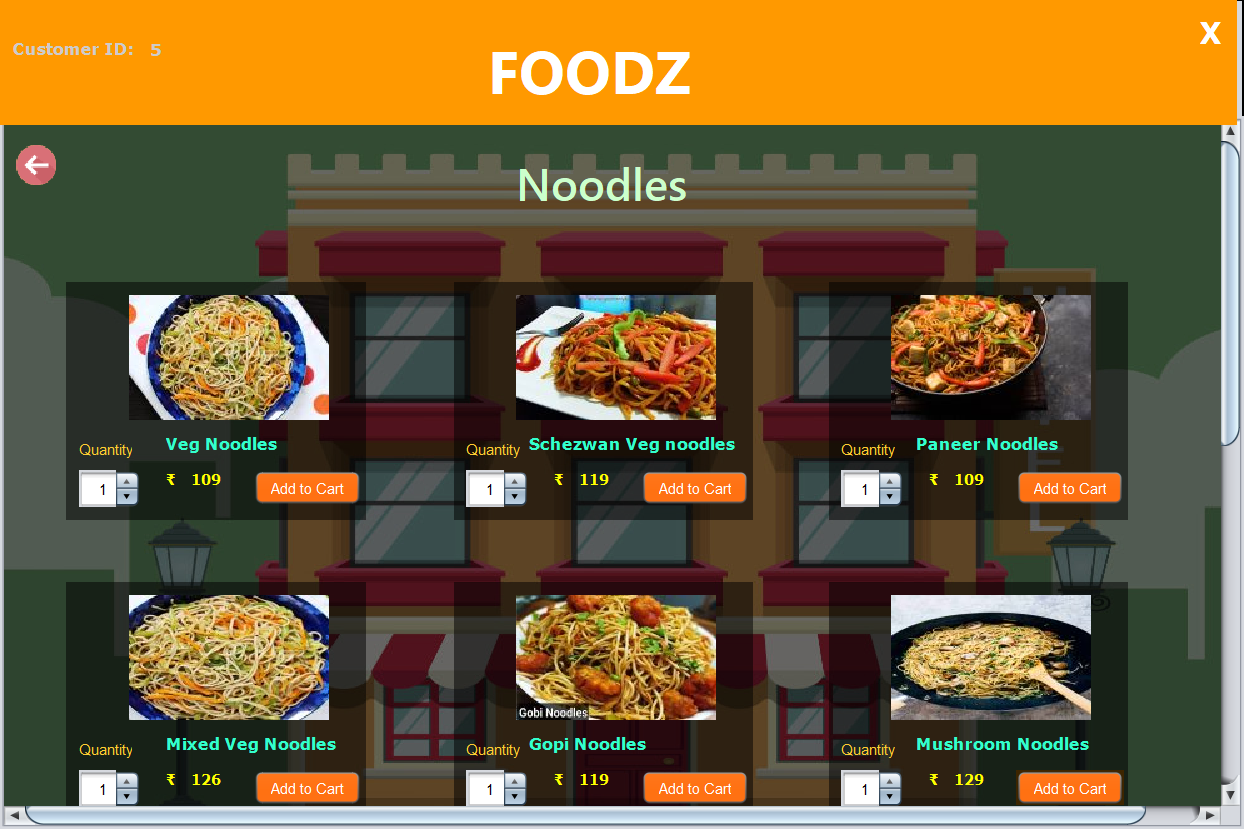 Customer ID: 5
X
FOODZ
Noodles
Veg Noodles
Quantity
1
₹ 109
Add to Cart
Schezwan Veg noodles
Quantity
1
₹ 119
Add to Cart
Paneer Noodles
Quantity
1
₹ 109
Add to Cart
Mixed Veg Noodles
Quantity
1
₹ 126
Add to Cart
Gobi Noodles
Gopi Noodles
Quantity
1
₹ 119
Add to Cart
Mushroom Noodles
Quantity
1
₹ 129
Add to Cart